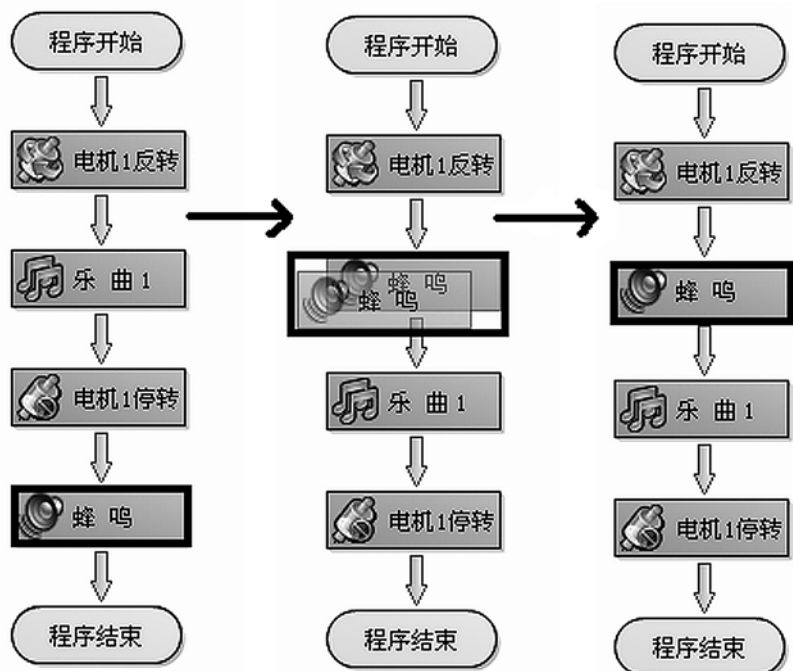 程序开始
电机1反转
乐 曲1
电机1停转
蜂 鸣
程序结束
程序开始
电机1反转
蜂 鸣
蜂 鸣
乐 曲1
电机1停转
程序结束
程序开始
电机1反转
蜂 鸣
乐 曲1
电机1停转
程序结束